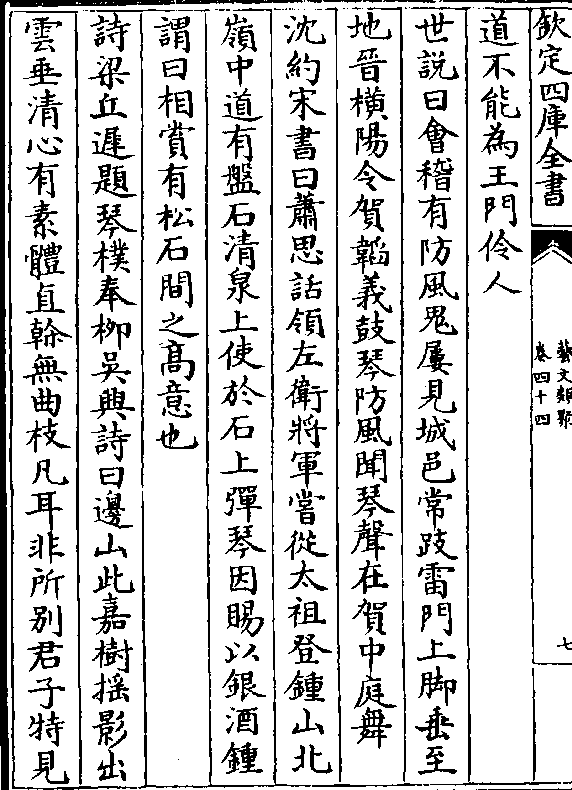 欽定四庫全書
藝文類聚
卷四十四
七
道不能為王門伶人
世說曰會稽有防風鬼屢見城邑常跂雷門上脚垂至
地晉橫陽令賀韜義鼓琴防風聞琴聲在賀中庭舞
沈約宋書曰蕭思話領左衛將軍嘗從太祖登鍾山北
嶺中道有盤石清泉上使於石上彈琴因賜以銀酒鍾
謂曰相賞有松石間之高意也
詩梁丘遲題琴樸奉柳吳興詩曰邊山此嘉樹搖影出
雲垂清心有素體直幹無曲枝凡耳非所別君子特見